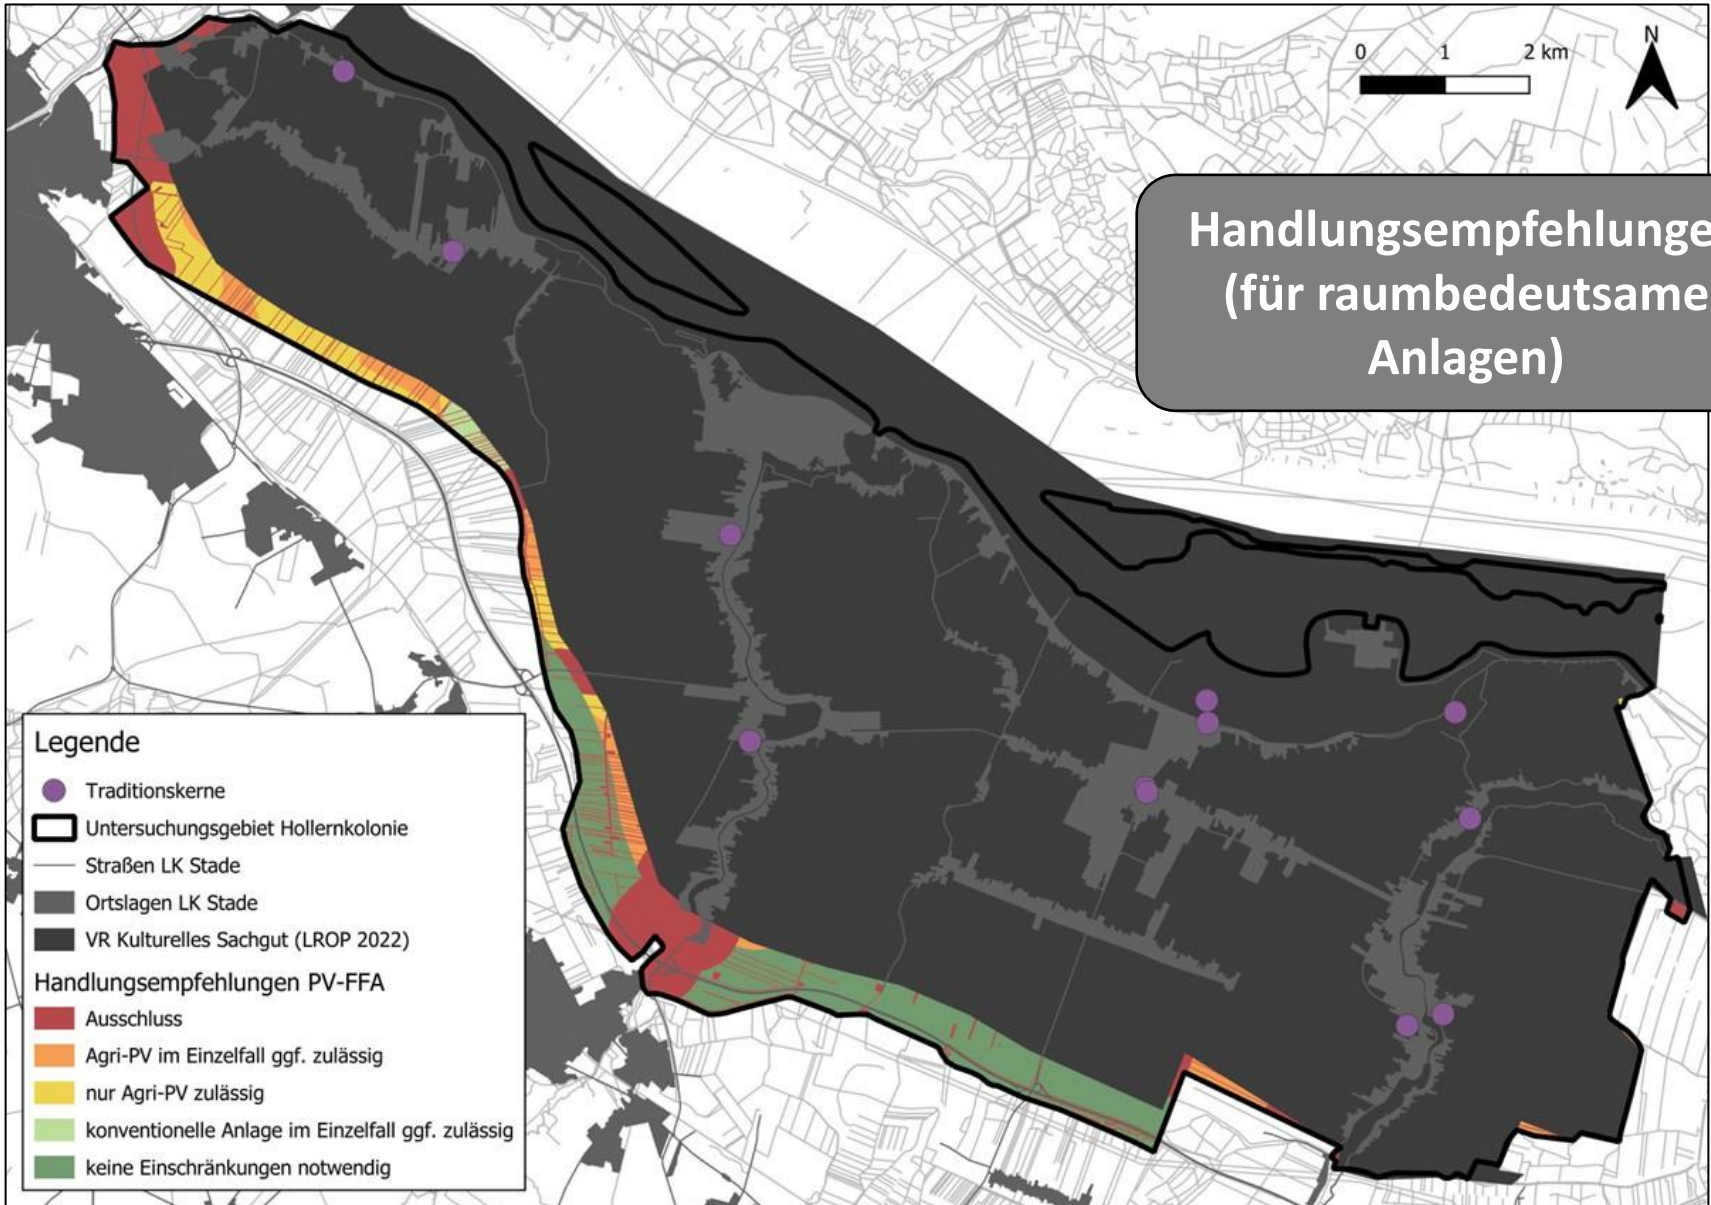 0 1 2 km
N
Handlungsempfehlunge
(für raumbedeutsame
Anlagen)
Legende
Traditionskerne
Untersuchungsgebiet Hollernkolonie
Straßen LK Stade
Ortslagen LK Stade
VR Kulturelles Sachgut (LROP 2022)
Handlungsempfehlungen PV-FFA
Ausschluss
Agri-PV im Einzelfall ggf. zulässig
nur Agri-PV zulässig
konventionelle Anlage im Einzelfall ggf. zulässig
keine Einschränkungen notwendig